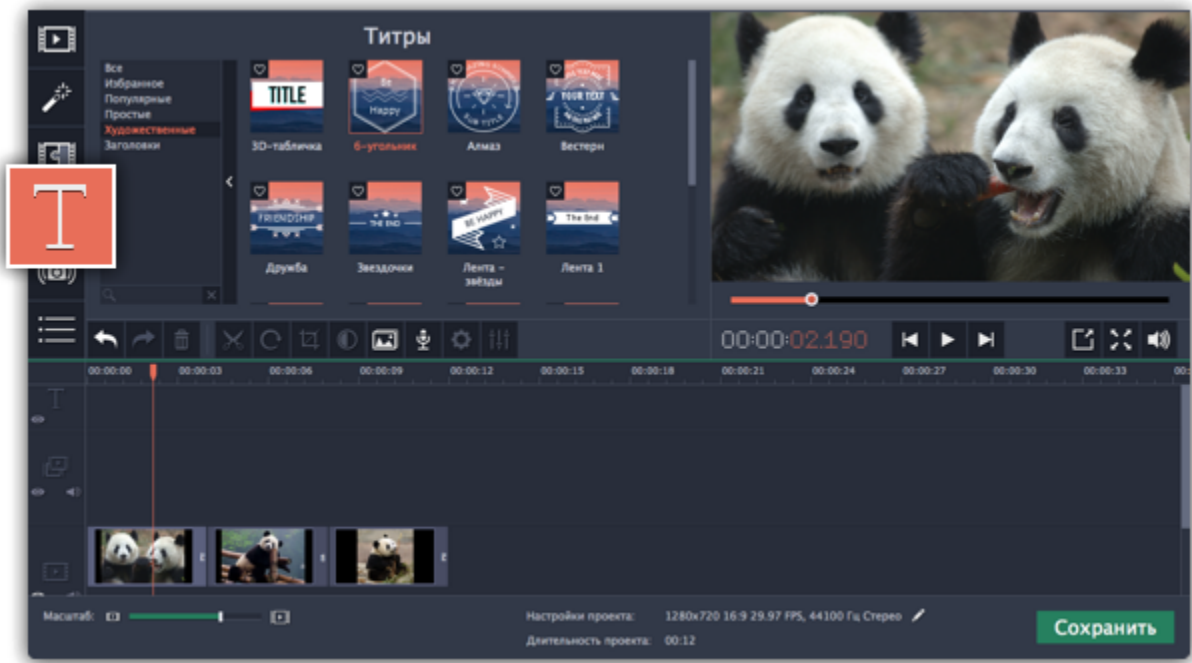 Титры
Все
Избранное
Популярные
Простые
Художественные
Заголовки
TITLE
Be
Happy
SUB TITLE
YOUR TEXT
3D-табличка
6-угольник
Алмаз
Вестерн
T
FRIENDSHIP
THE END
BE HAPPY
The End
Дружба
Звездочки
Лента – звёзды
Лента 1
00:00:02.190
00:00:00
00:00:03
00:00:06
00:00:09
00:00:12
00:00:15
00:00:18
00:00:21
00:00:24
00:00:27
00:00:30
00:00:33
00:
T
Масштаб:
Настройки проекта: 1280x720 16:9 29.97 FPS, 44100 Гц Стерео
Длительность проекта: 00:12
Сохранить